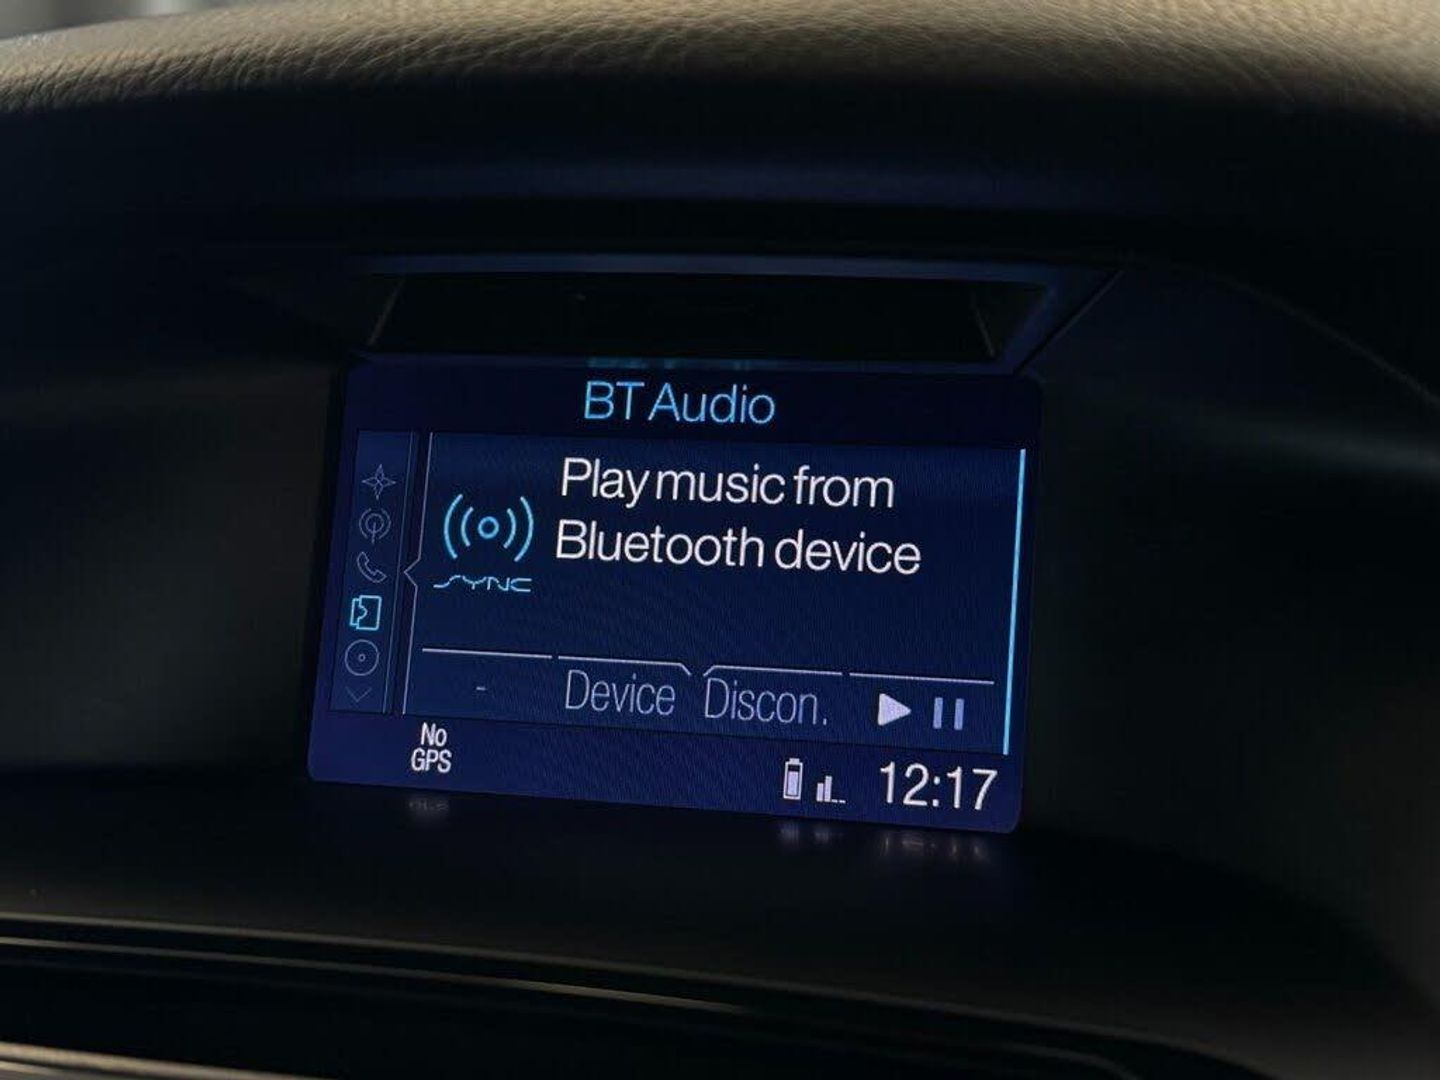 BT Audio
Play music from
Bluetooth device
SYNC
- Device Discon.
No
GPS
12:17